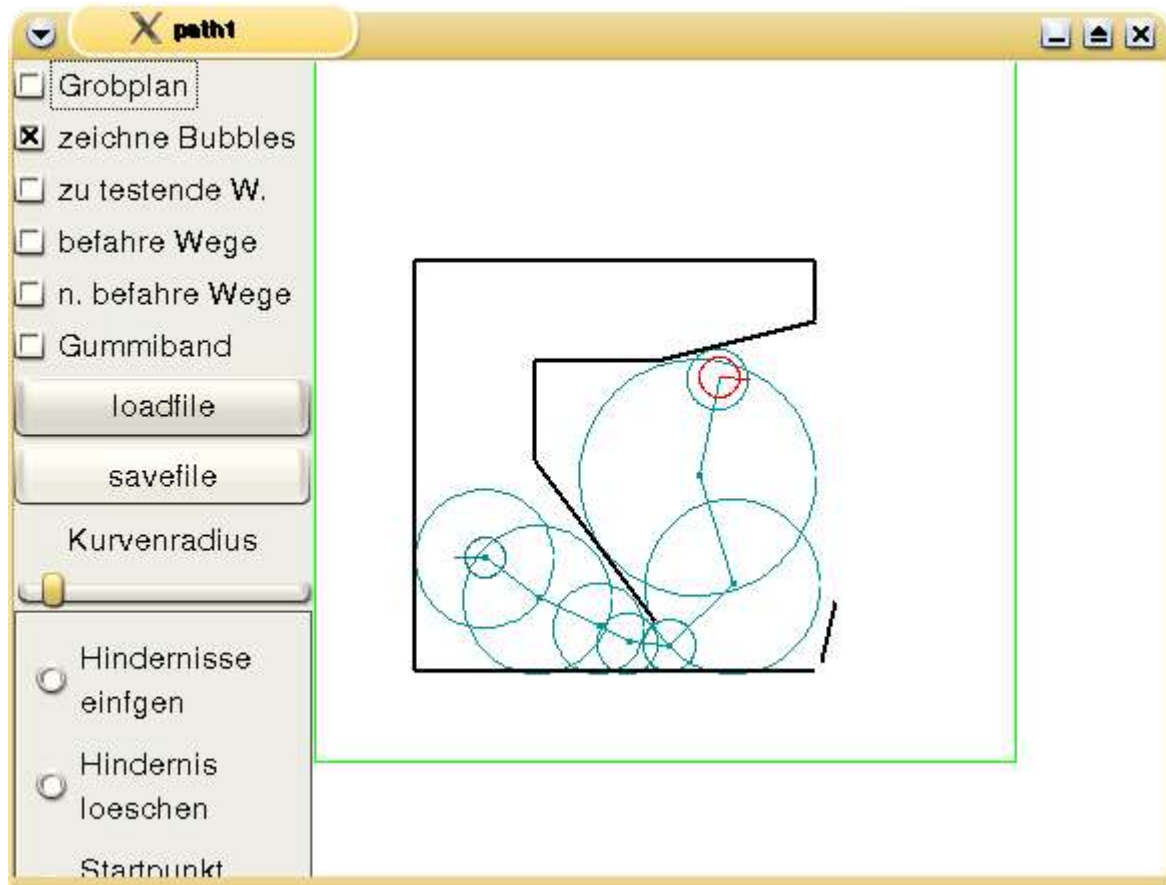 path1
Grobplan
zeichne Bubbles
zu testende W.
befahre Wege
n. befahre Wege
Gummiband
loadfile
savefile
Kurvenradius
Hindernisse
einfgen
Hindernis
loeschen
Startpunkt